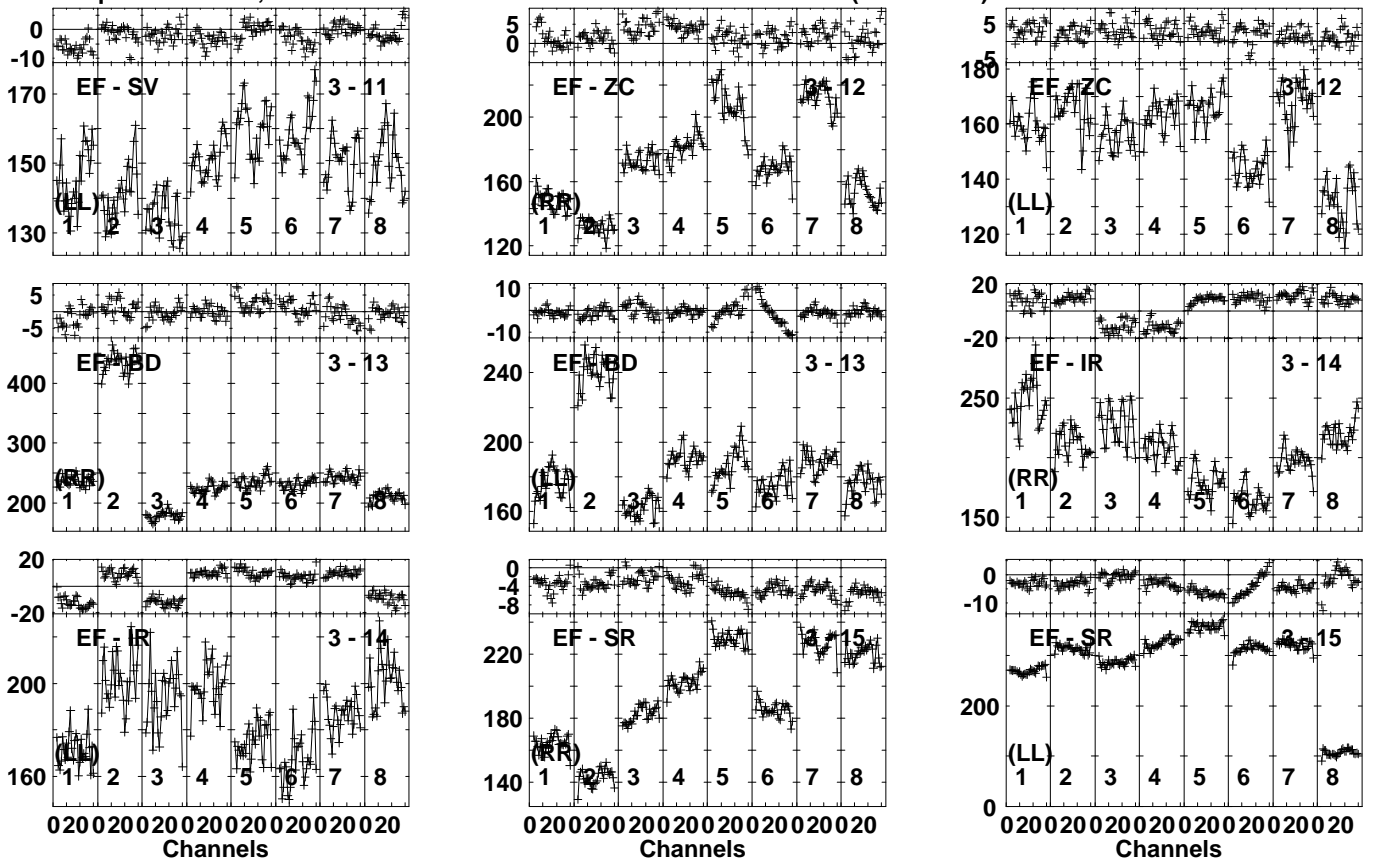 0
-10
EF - SV 3 - 11
170
150
130
(LL)
1 2 3 4 5 6 7 8
5
0
EF - ZC 3 - 12
200
160
120
(RR)
1 2 3 4 5 6 7 8
5
5
180
EF - ZC 3 - 12
160
140
120
(LL)
1 2 3 4 5 6 7 8
5
-5
EF - BD 3 - 13
400
300
200
(RR)
1 2 3 4 5 6 7 8
10
-10
EF - BD 3 - 13
240
200
160
(LL)
1 2 3 4 5 6 7 8
20
-20
EF - IR 3 - 14
250
150
(RR)
1 2 3 4 5 6 7 8
20
-20
EF - IR 3 - 14
200
160
(LL)
1 2 3 4 5 6 7 8
0 20 0 20 0 20 0 20 0 20 0 20 0 20 0 20
Channels
0
-4
-8
EF - SR 3 - 15
220
180
140
(RR)
1 2 3 4 5 6 7 8
0 20 0 20 0 20 0 20 0 20 0 20 0 20 0 20
Channels
0
-10
EF - SR 3 - 15
200
0
(LL)
1 2 3 4 5 6 7 8
0 20 0 20 0 20 0 20 0 20 0 20 0 20 0 20
Channels